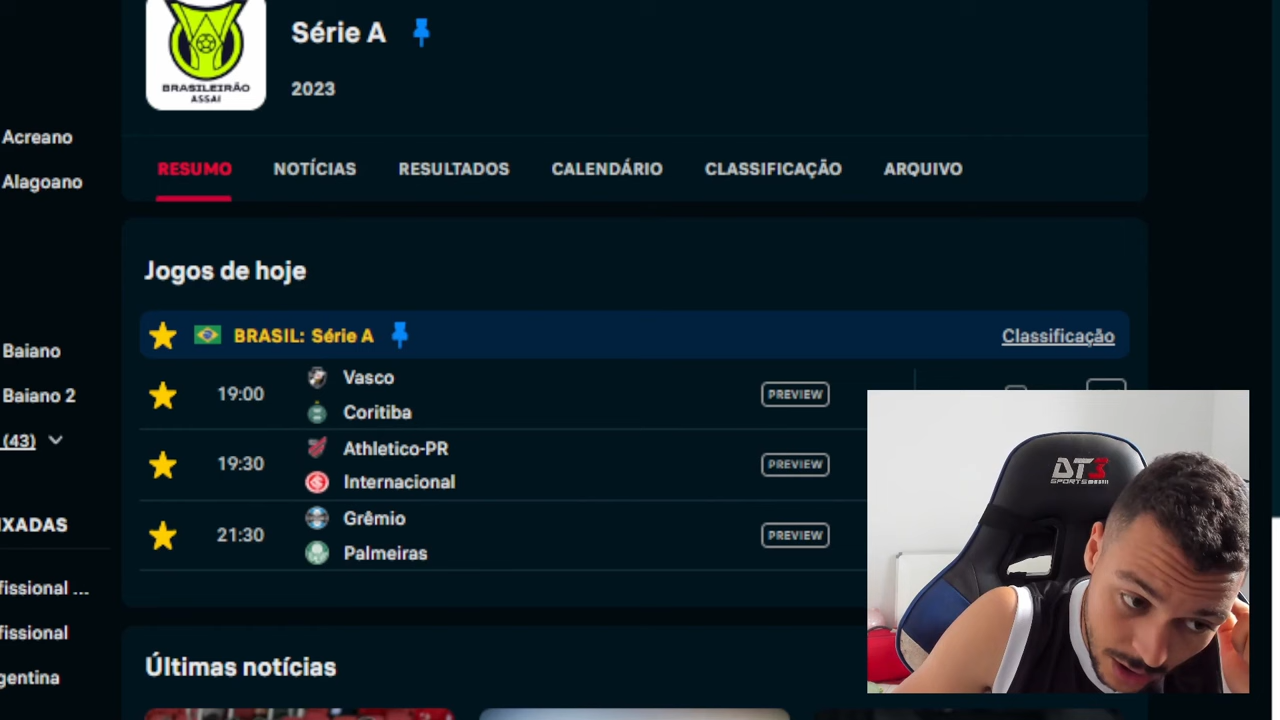 Série A
BRASILEIRÃO
ASSAÍ
2023
Acreano
Alagoano
RESUMO NOTÍCIAS RESULTADOS CALENDÁRIO CLASSIFICAÇÃO ARQUIVO
Jogos de hoje
BRASIL: Série A Classificação
Baiano
Baiano 2
(43)
19:00 Vasco PREVIEW
Coritiba
19:30 Athletico-PR PREVIEW
Internacional
21:30 Grêmio PREVIEW
Palmeiras
IXADAS
fissional ...
fissional
gentina
Últimas notícias
DT3
SPORTS